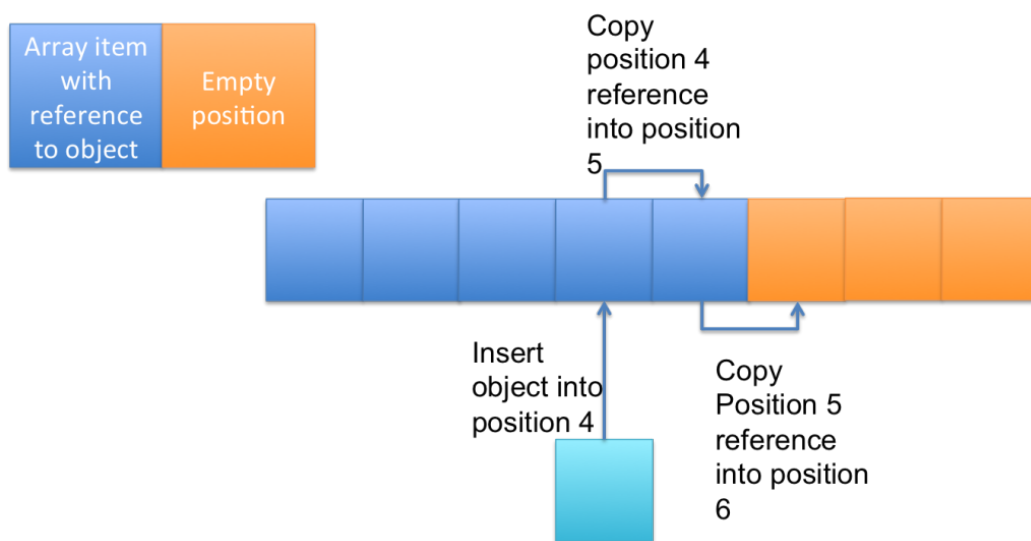 Array item
with
reference
to object
Empty
position
Copy
position 4
reference
into position
5
Insert
object into
position 4
Copy
Position 5
reference
into position
6